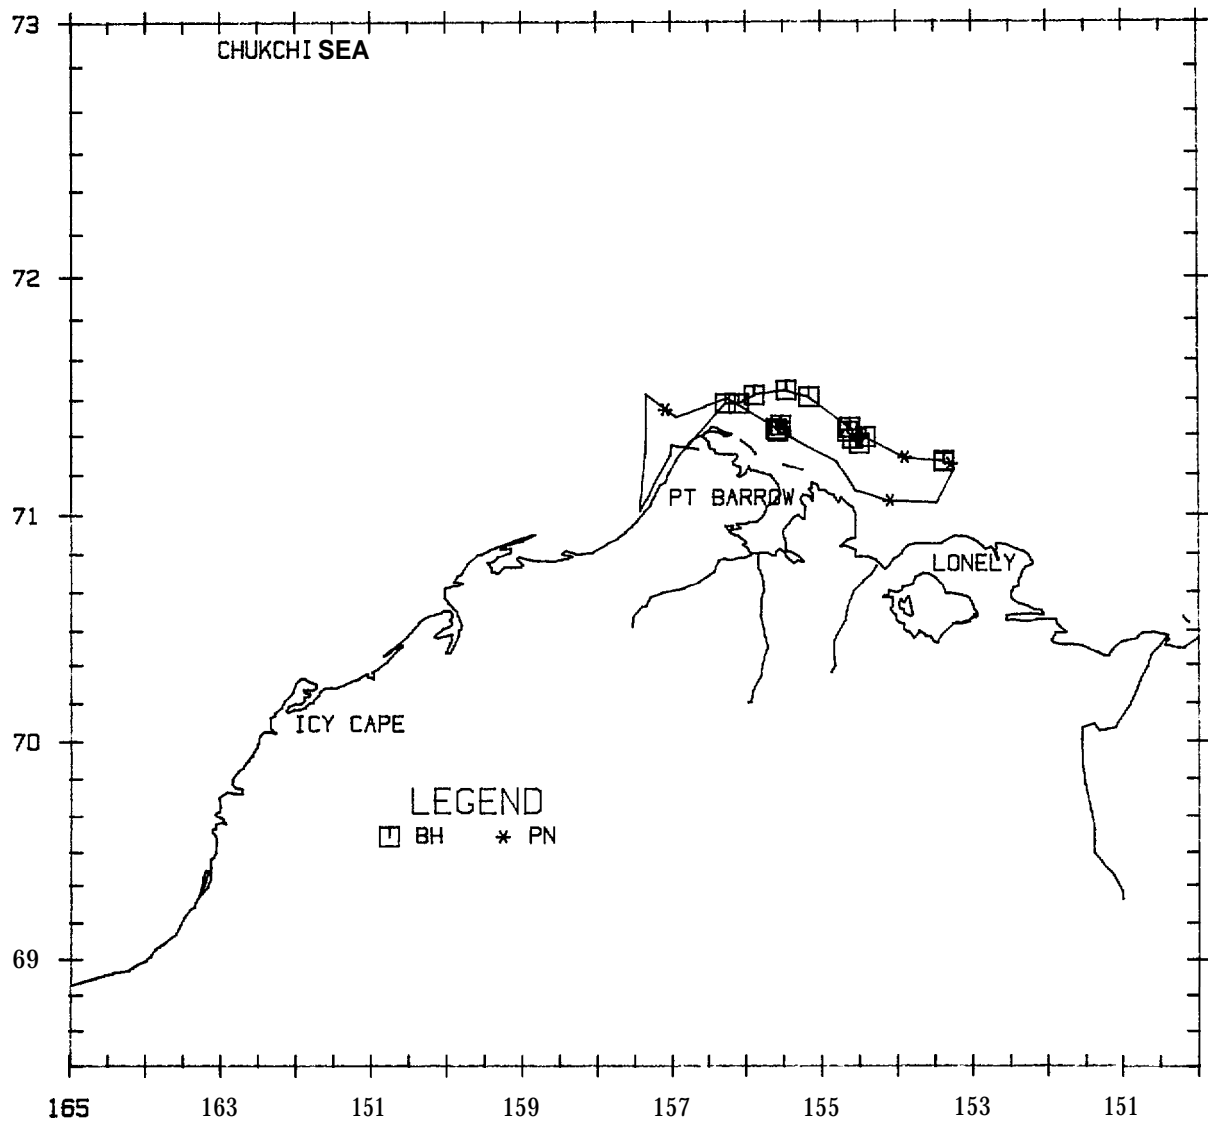 73
CHUKCHI SEA
72
PT BARROW
71
LONELY
ICY CAPE
70
LEGEND
BH PN
69
165 163 151 159 157 155 153 151